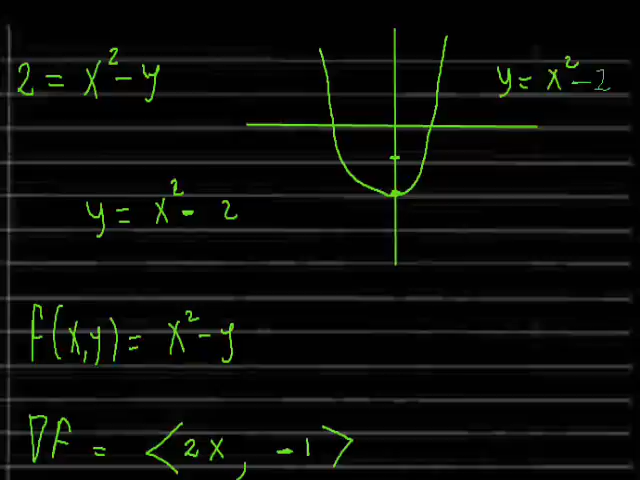 2 = x² - y
y = x² - 2
y = x² - 2
F(x,y) = x² - y
∇F = <2x, -1>